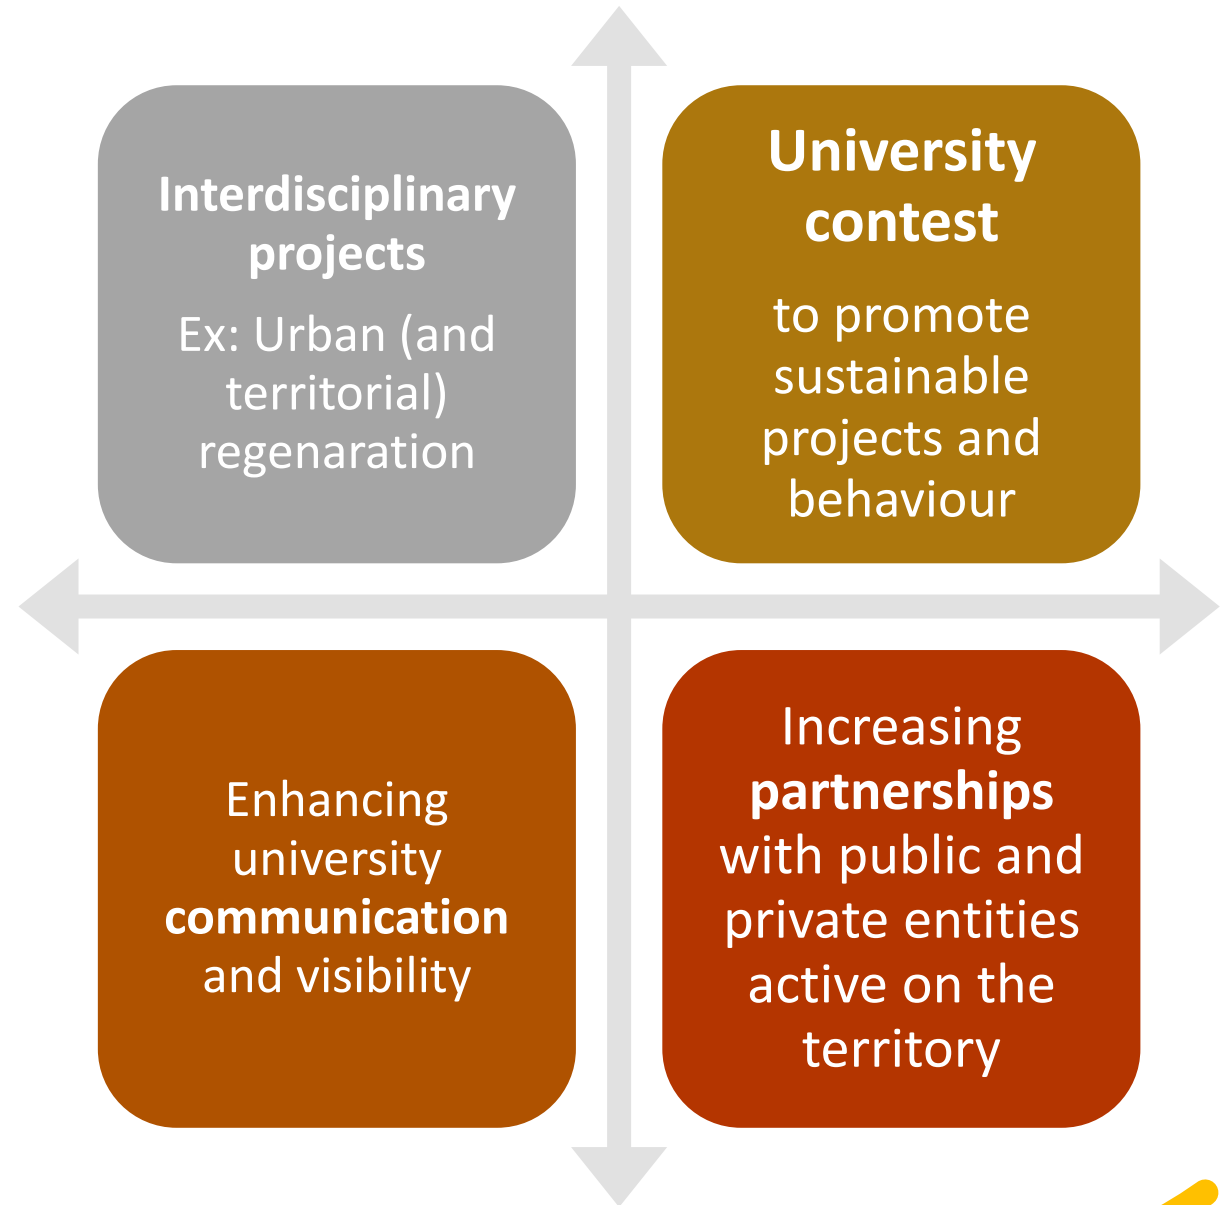 Interdisciplinary
projects
Ex: Urban (and
territorial)
regenaration
University
contest
to promote
sustainable
projects and
behaviour
Enhancing
university
communication
and visibility
Increasing
partnerships
with public and
private entities
active on the
territory